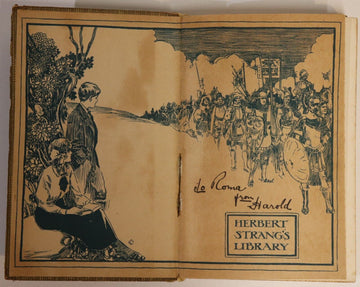 to Roma
from Harold
HERBERT
STRANG'S
LIBRARY